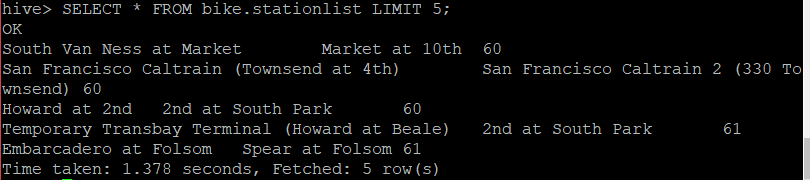 hive> SELECT * FROM bike.stationlist LIMIT 5;
OK
South Van Ness at Market        Market at 10th  60
San Francisco Caltrain (Townsend at 4th)        San Francisco Caltrain 2 (330 To
wnsend) 60
Howard at 2nd   2nd at South Park       60
Temporary Transbay Terminal (Howard at Beale)   2nd at South Park       61
Embarcadero at Folsom   Spear at Folsom 61
Time taken: 1.378 seconds, Fetched: 5 row(s)